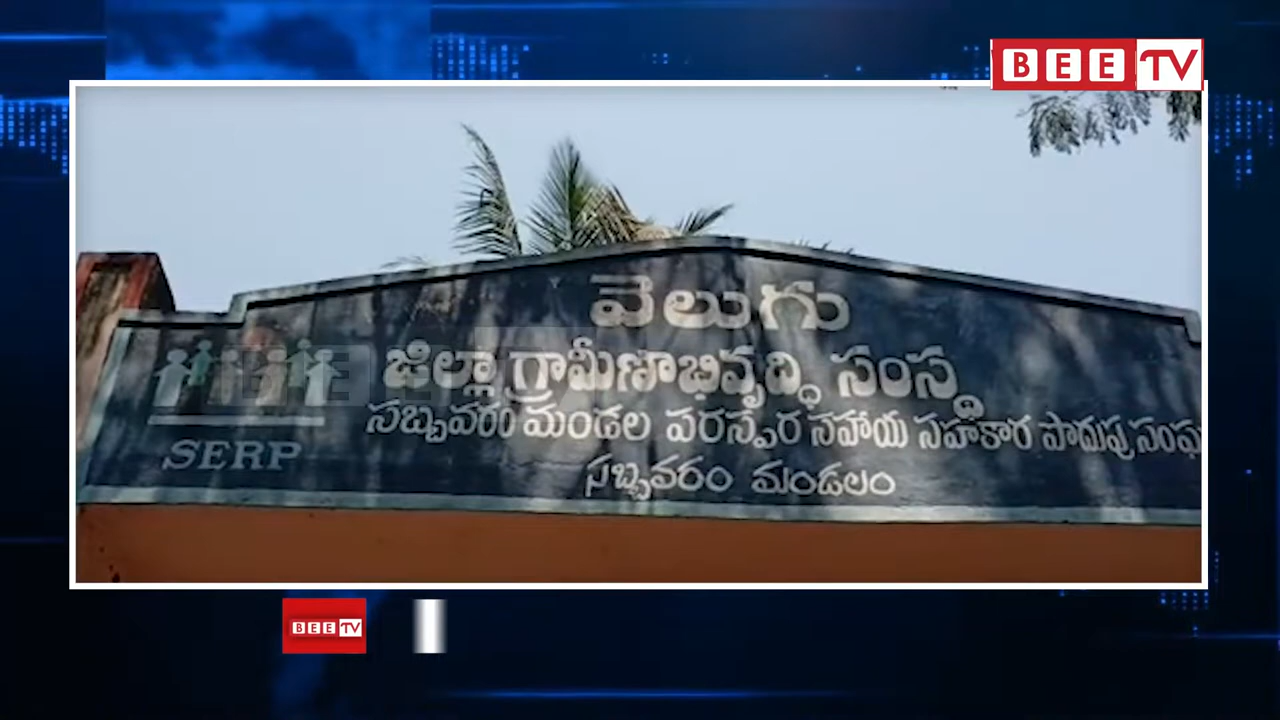 BEE TV
వెలుగు
జిల్లా గ్రామీణాభివృద్ధి సంస్థ
సబ్బవరం మండల పరస్పర సహాయ సహకార పొదుపు సంఘ
SERP
సబ్బవరం మండలం
BEE TV